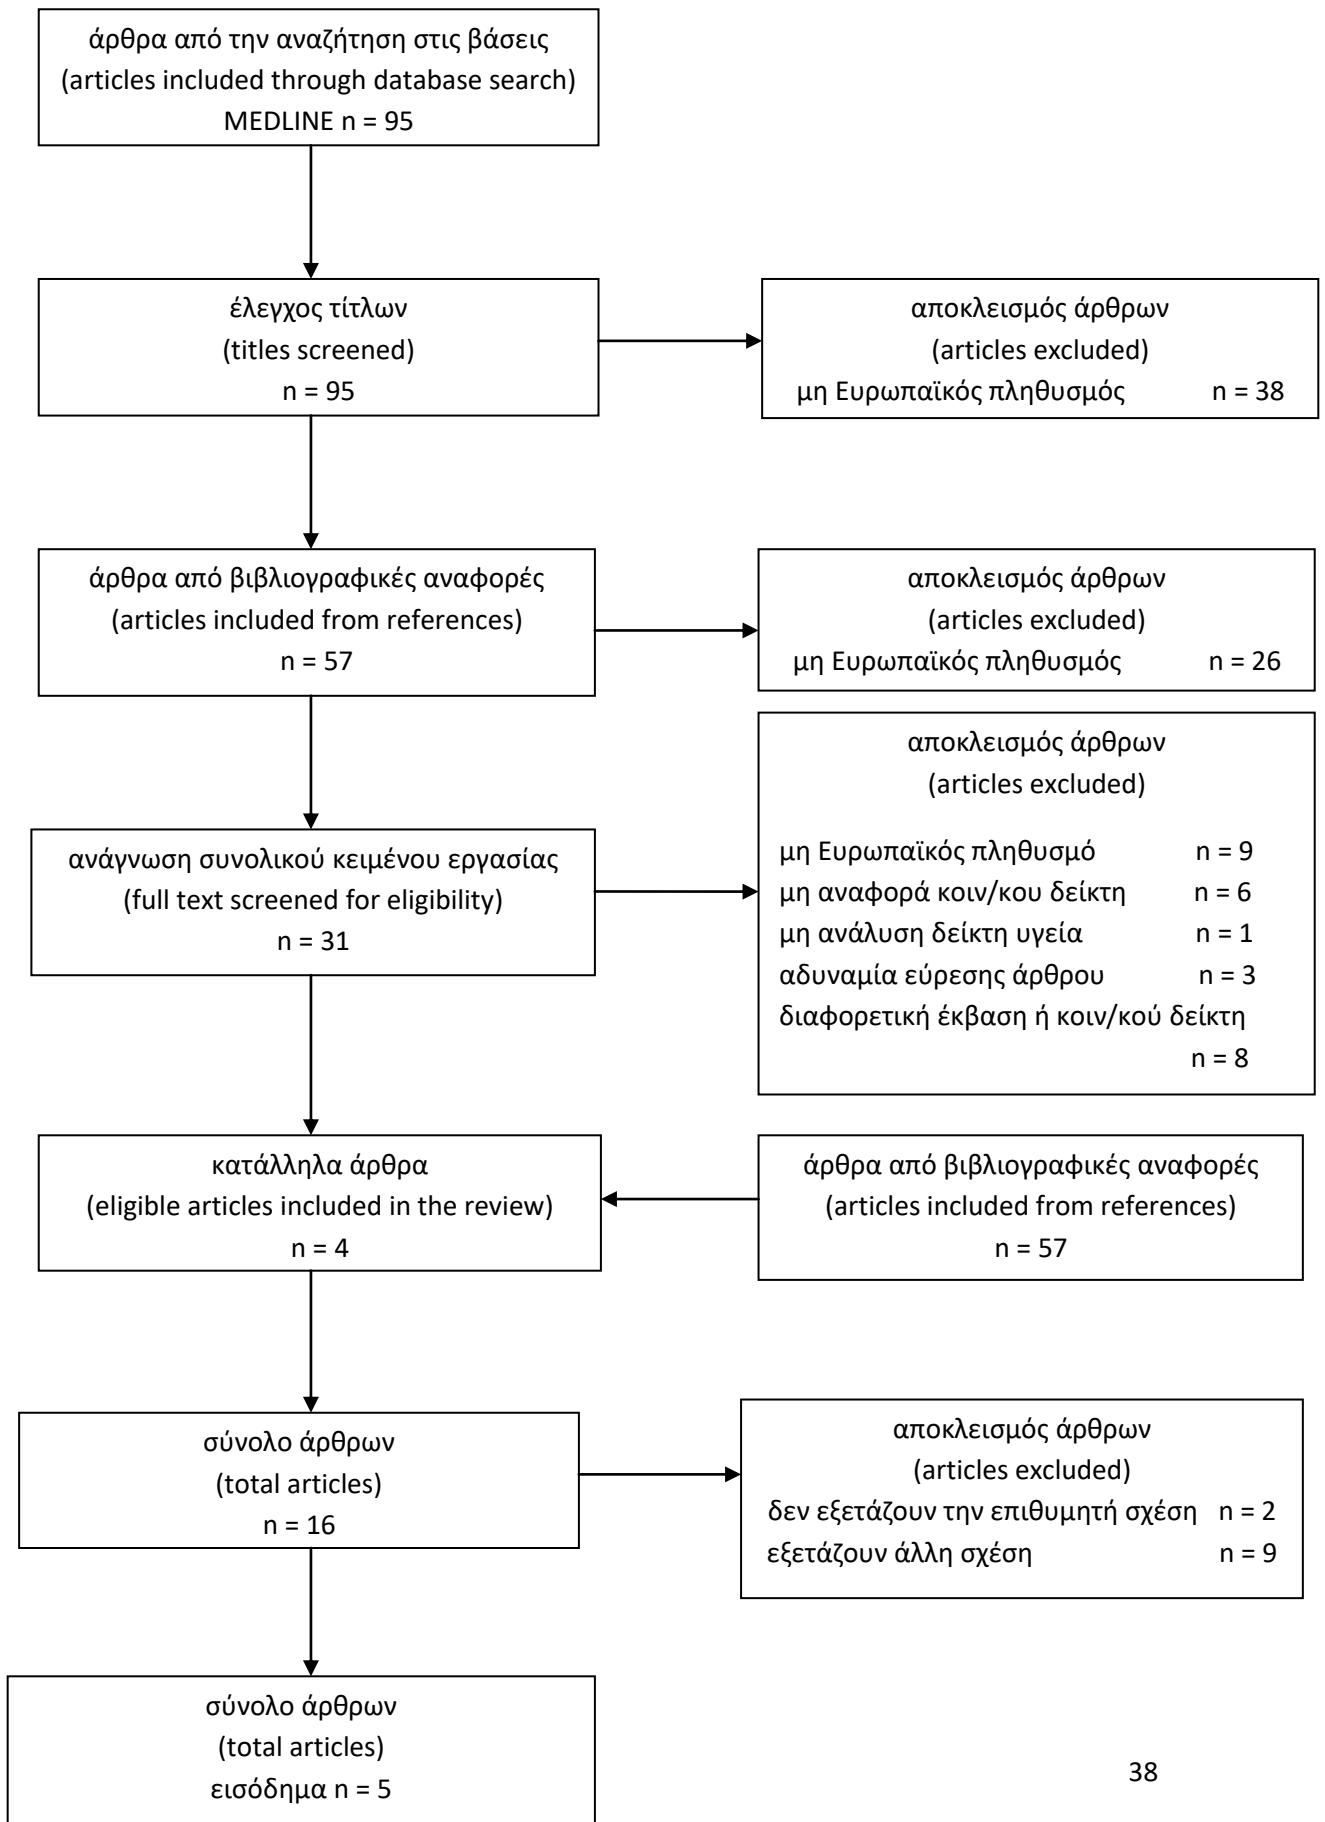 άρθρα από την αναζήτηση στις βάσεις
(articles included through database search)
MEDLINE n = 95
έλεγχος τίτλων
(titles screened)
n = 95
αποκλεισμός άρθρων
(articles excluded)
μη Ευρωπαϊκός πληθυσμός n = 38
άρθρα από βιβλιογραφικές αναφορές
(articles included from references)
n = 57
αποκλεισμός άρθρων
(articles excluded)
μη Ευρωπαϊκός πληθυσμός n = 26
ανάγνωση συνολικού κειμένου εργασίας
(full text screened for eligibility)
n = 31
αποκλεισμός άρθρων
(articles excluded)
μη Ευρωπαϊκός πληθυσμό n = 9
μη αναφορά κοιν/κου δείκτη n = 6
μη ανάλυση δείκτη υγεία n = 1
αδυναμία εύρεσης άρθρου n = 3
διαφορετική έκβαση ή κοιν/κού δείκτη
n = 8
κατάλληλα άρθρα
(eligible articles included in the review)
n = 4
άρθρα από βιβλιογραφικές αναφορές
(articles included from references)
n = 57
σύνολο άρθρων
(total articles)
n = 16
αποκλεισμός άρθρων
(articles excluded)
δεν εξετάζουν την επιθυμητή σχέση n = 2
εξετάζουν άλλη σχέση n = 9
σύνολο άρθρων
(total articles)
εισόδημα n = 5
38